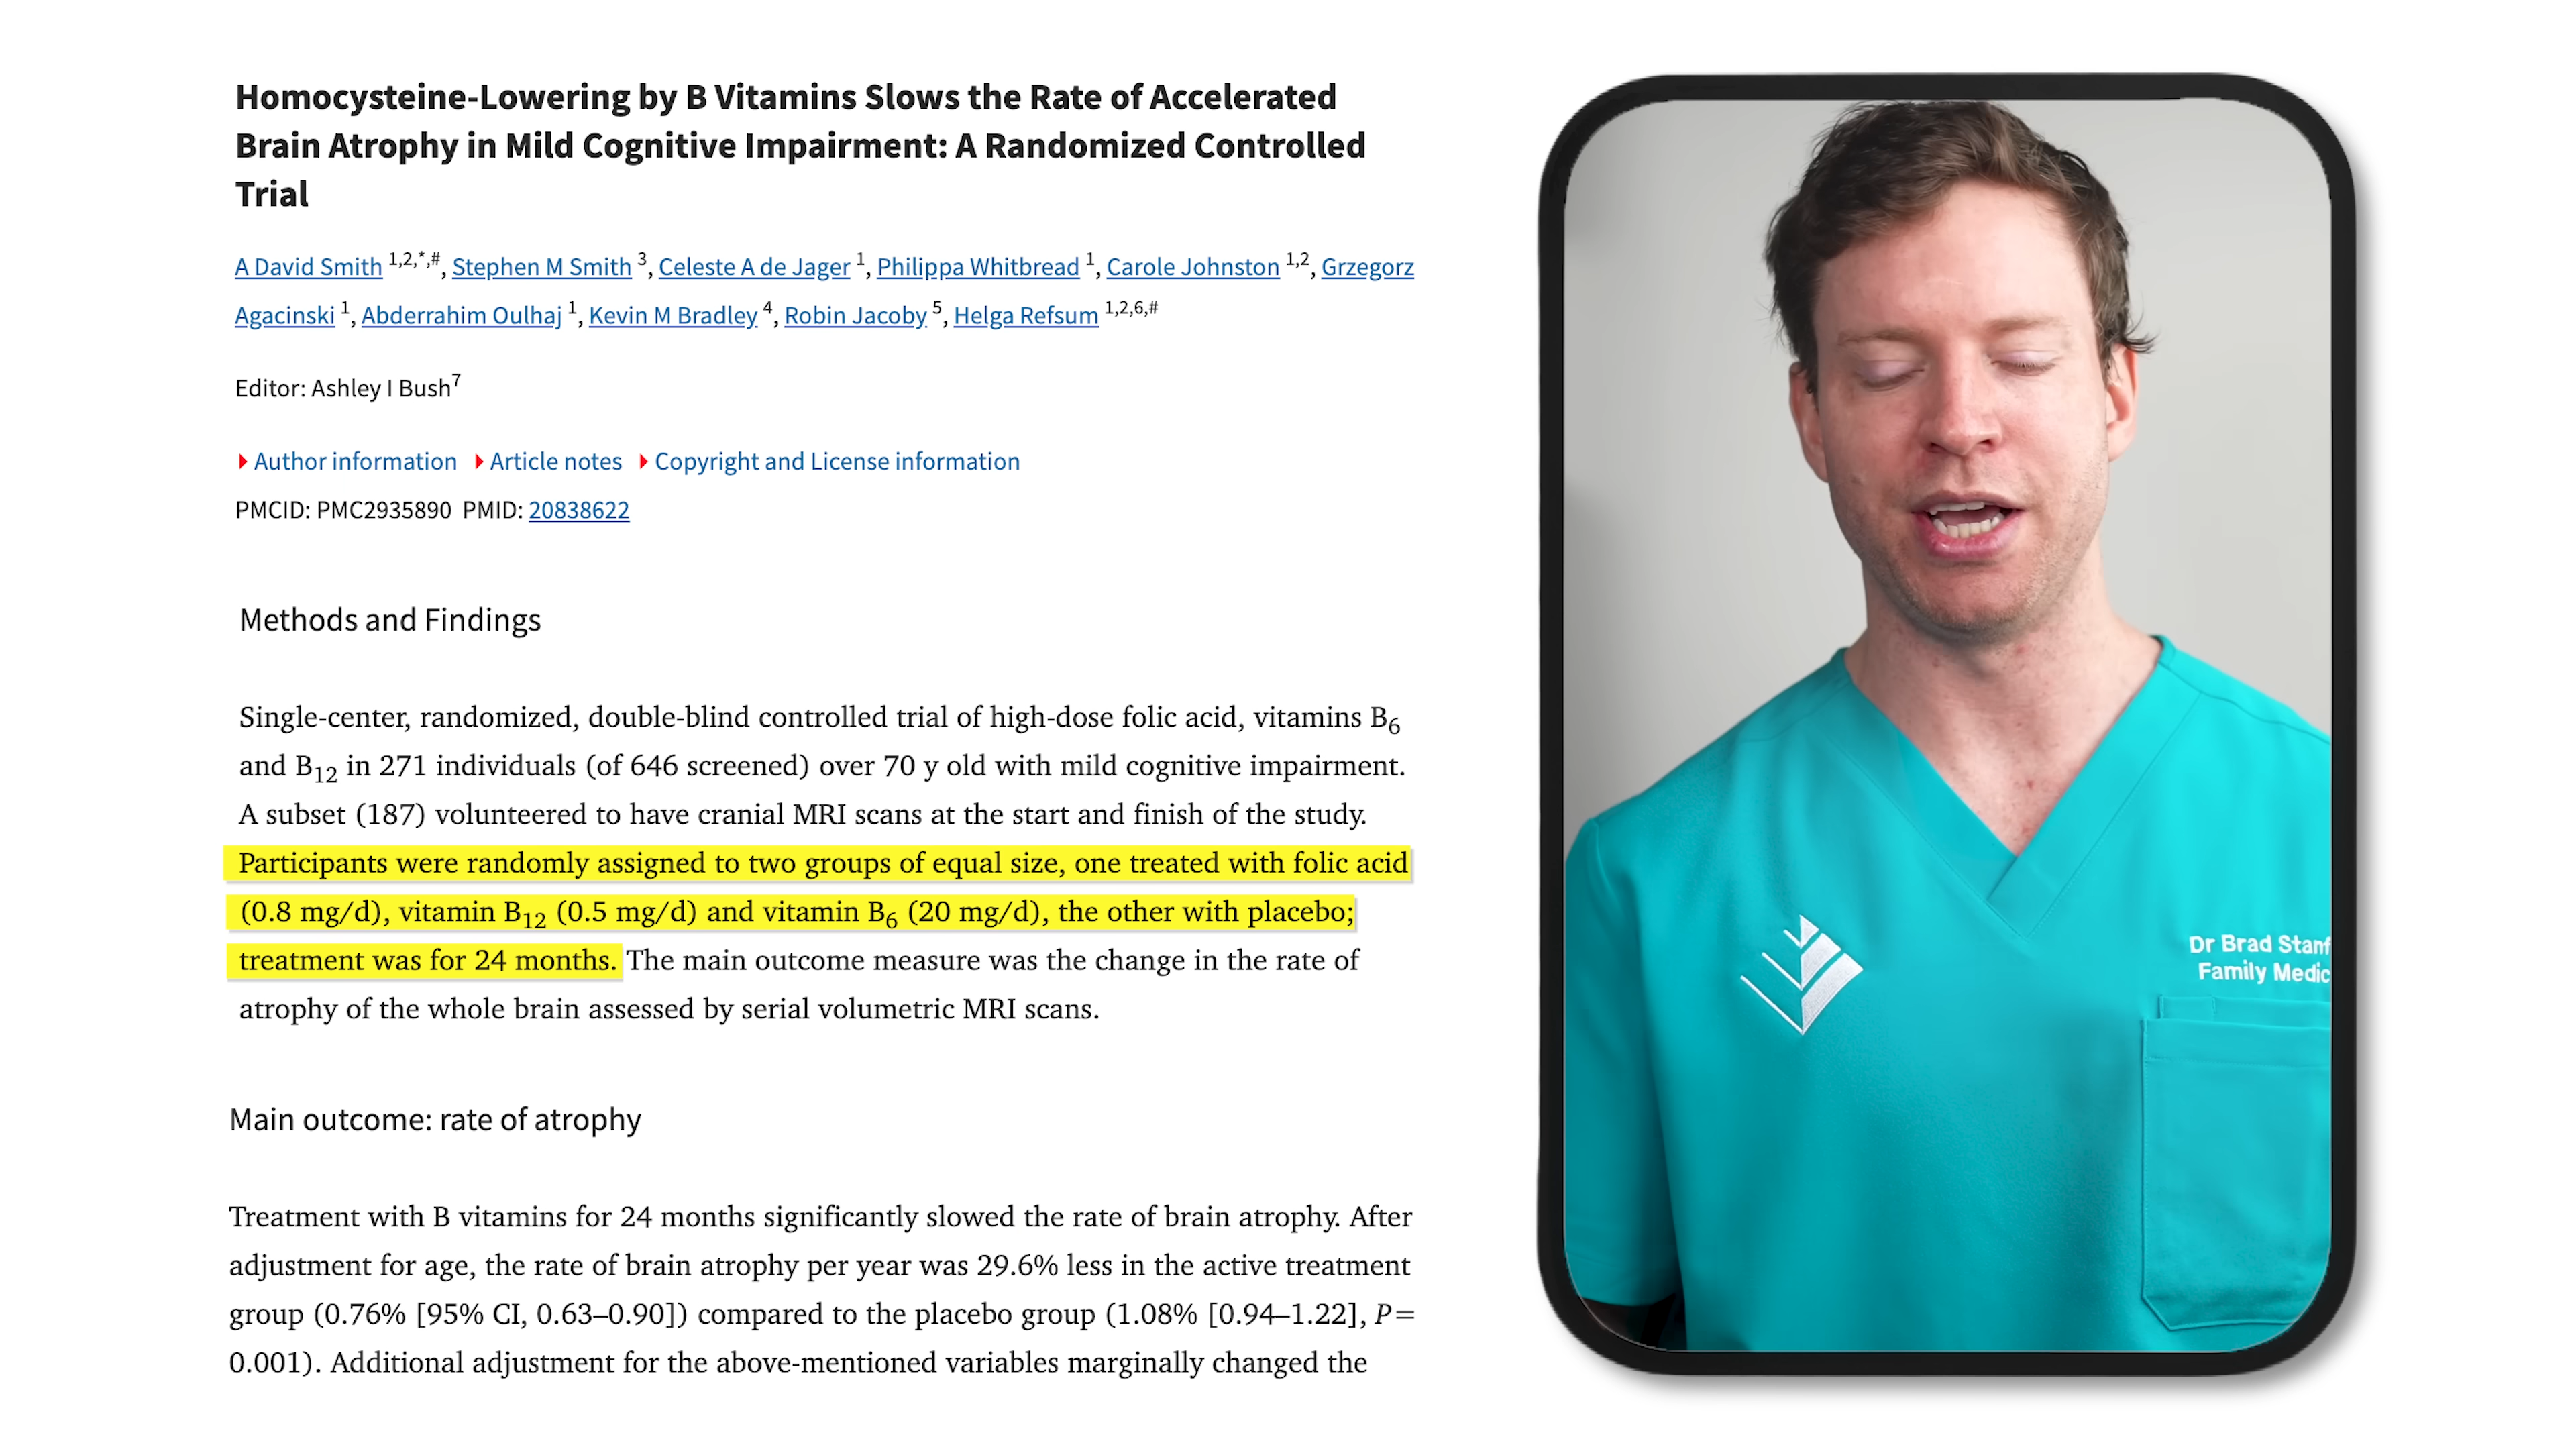 Homocysteine-Lowering by B Vitamins Slows the Rate of Accelerated
Brain Atrophy in Mild Cognitive Impairment: A Randomized Controlled
Trial
A David Smith 1,2,*,#, Stephen M Smith 3, Celeste A de Jager 1, Philippa Whitbread 1, Carole Johnston 1,2, Grzegorz
Agacinski 1, Abderrahim Oulhaj 1, Kevin M Bradley 4, Robin Jacoby 5, Helga Refsum 1,2,6,#
Editor: Ashley I Bush7
Author information Article notes Copyright and License information
PMCID: PMC2935890 PMID: 20838622
Methods and Findings
Single-center, randomized, double-blind controlled trial of high-dose folic acid, vitamins B6
and B12 in 271 individuals (of 646 screened) over 70 y old with mild cognitive impairment.
A subset (187) volunteered to have cranial MRI scans at the start and finish of the study.
Participants were randomly assigned to two groups of equal size, one treated with folic acid
(0.8 mg/d), vitamin B12 (0.5 mg/d) and vitamin B6 (20 mg/d), the other with placebo;
treatment was for 24 months. The main outcome measure was the change in the rate of
atrophy of the whole brain assessed by serial volumetric MRI scans.
Main outcome: rate of atrophy
Treatment with B vitamins for 24 months significantly slowed the rate of brain atrophy. After
adjustment for age, the rate of brain atrophy per year was 29.6% less in the active treatment
group (0.76% [95% CI, 0.63–0.90]) compared to the placebo group (1.08% [0.94–1.22], P =
0.001). Additional adjustment for the above-mentioned variables marginally changed the
Dr Brad Stanf
Family Medic